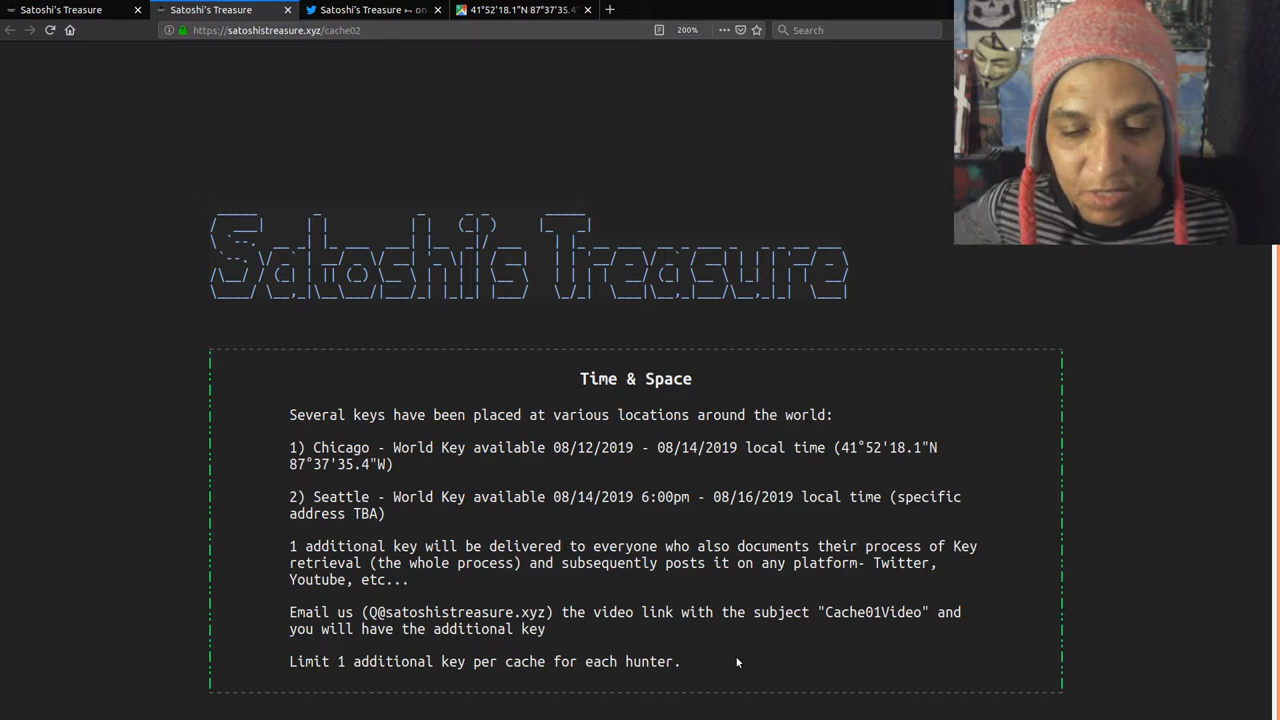 Satoshi's Treasure
Satoshi's Treasure
Satoshi's Treasure 🗝 on
41°52'18.1"N 87°37'35.4"
https://satoshistreasure.xyz/cache02
200%
Search
Satoshi's Treasure
Time & Space
Several keys have been placed at various locations around the world:
1) Chicago - World Key available 08/12/2019 - 08/14/2019 local time (41°52'18.1"N
87°37'35.4"W)
2) Seattle - World Key available 08/14/2019 6:00pm - 08/16/2019 local time (specific
address TBA)
1 additional key will be delivered to everyone who also documents their process of Key
retrieval (the whole process) and subsequently posts it on any platform- Twitter,
Youtube, etc...
Email us (Q@satoshistreasure.xyz) the video link with the subject "Cache01Video" and
you will have the additional key
Limit 1 additional key per cache for each hunter.